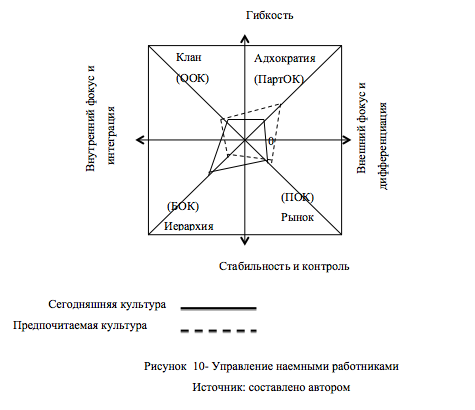 Гибкость
Клан
(ООК)
Адхократия
(ПартОК)
Внутренний фокус и
интеграция
0
Внешний фокус и
дифференциация
(БОК)
Иерархия
(ПОК)
Рынок
Стабильность и контроль
Сегодняшняя культура
Предпочитаемая культура
Рисунок 10- Управление наемными работниками
Источник: составлено автором